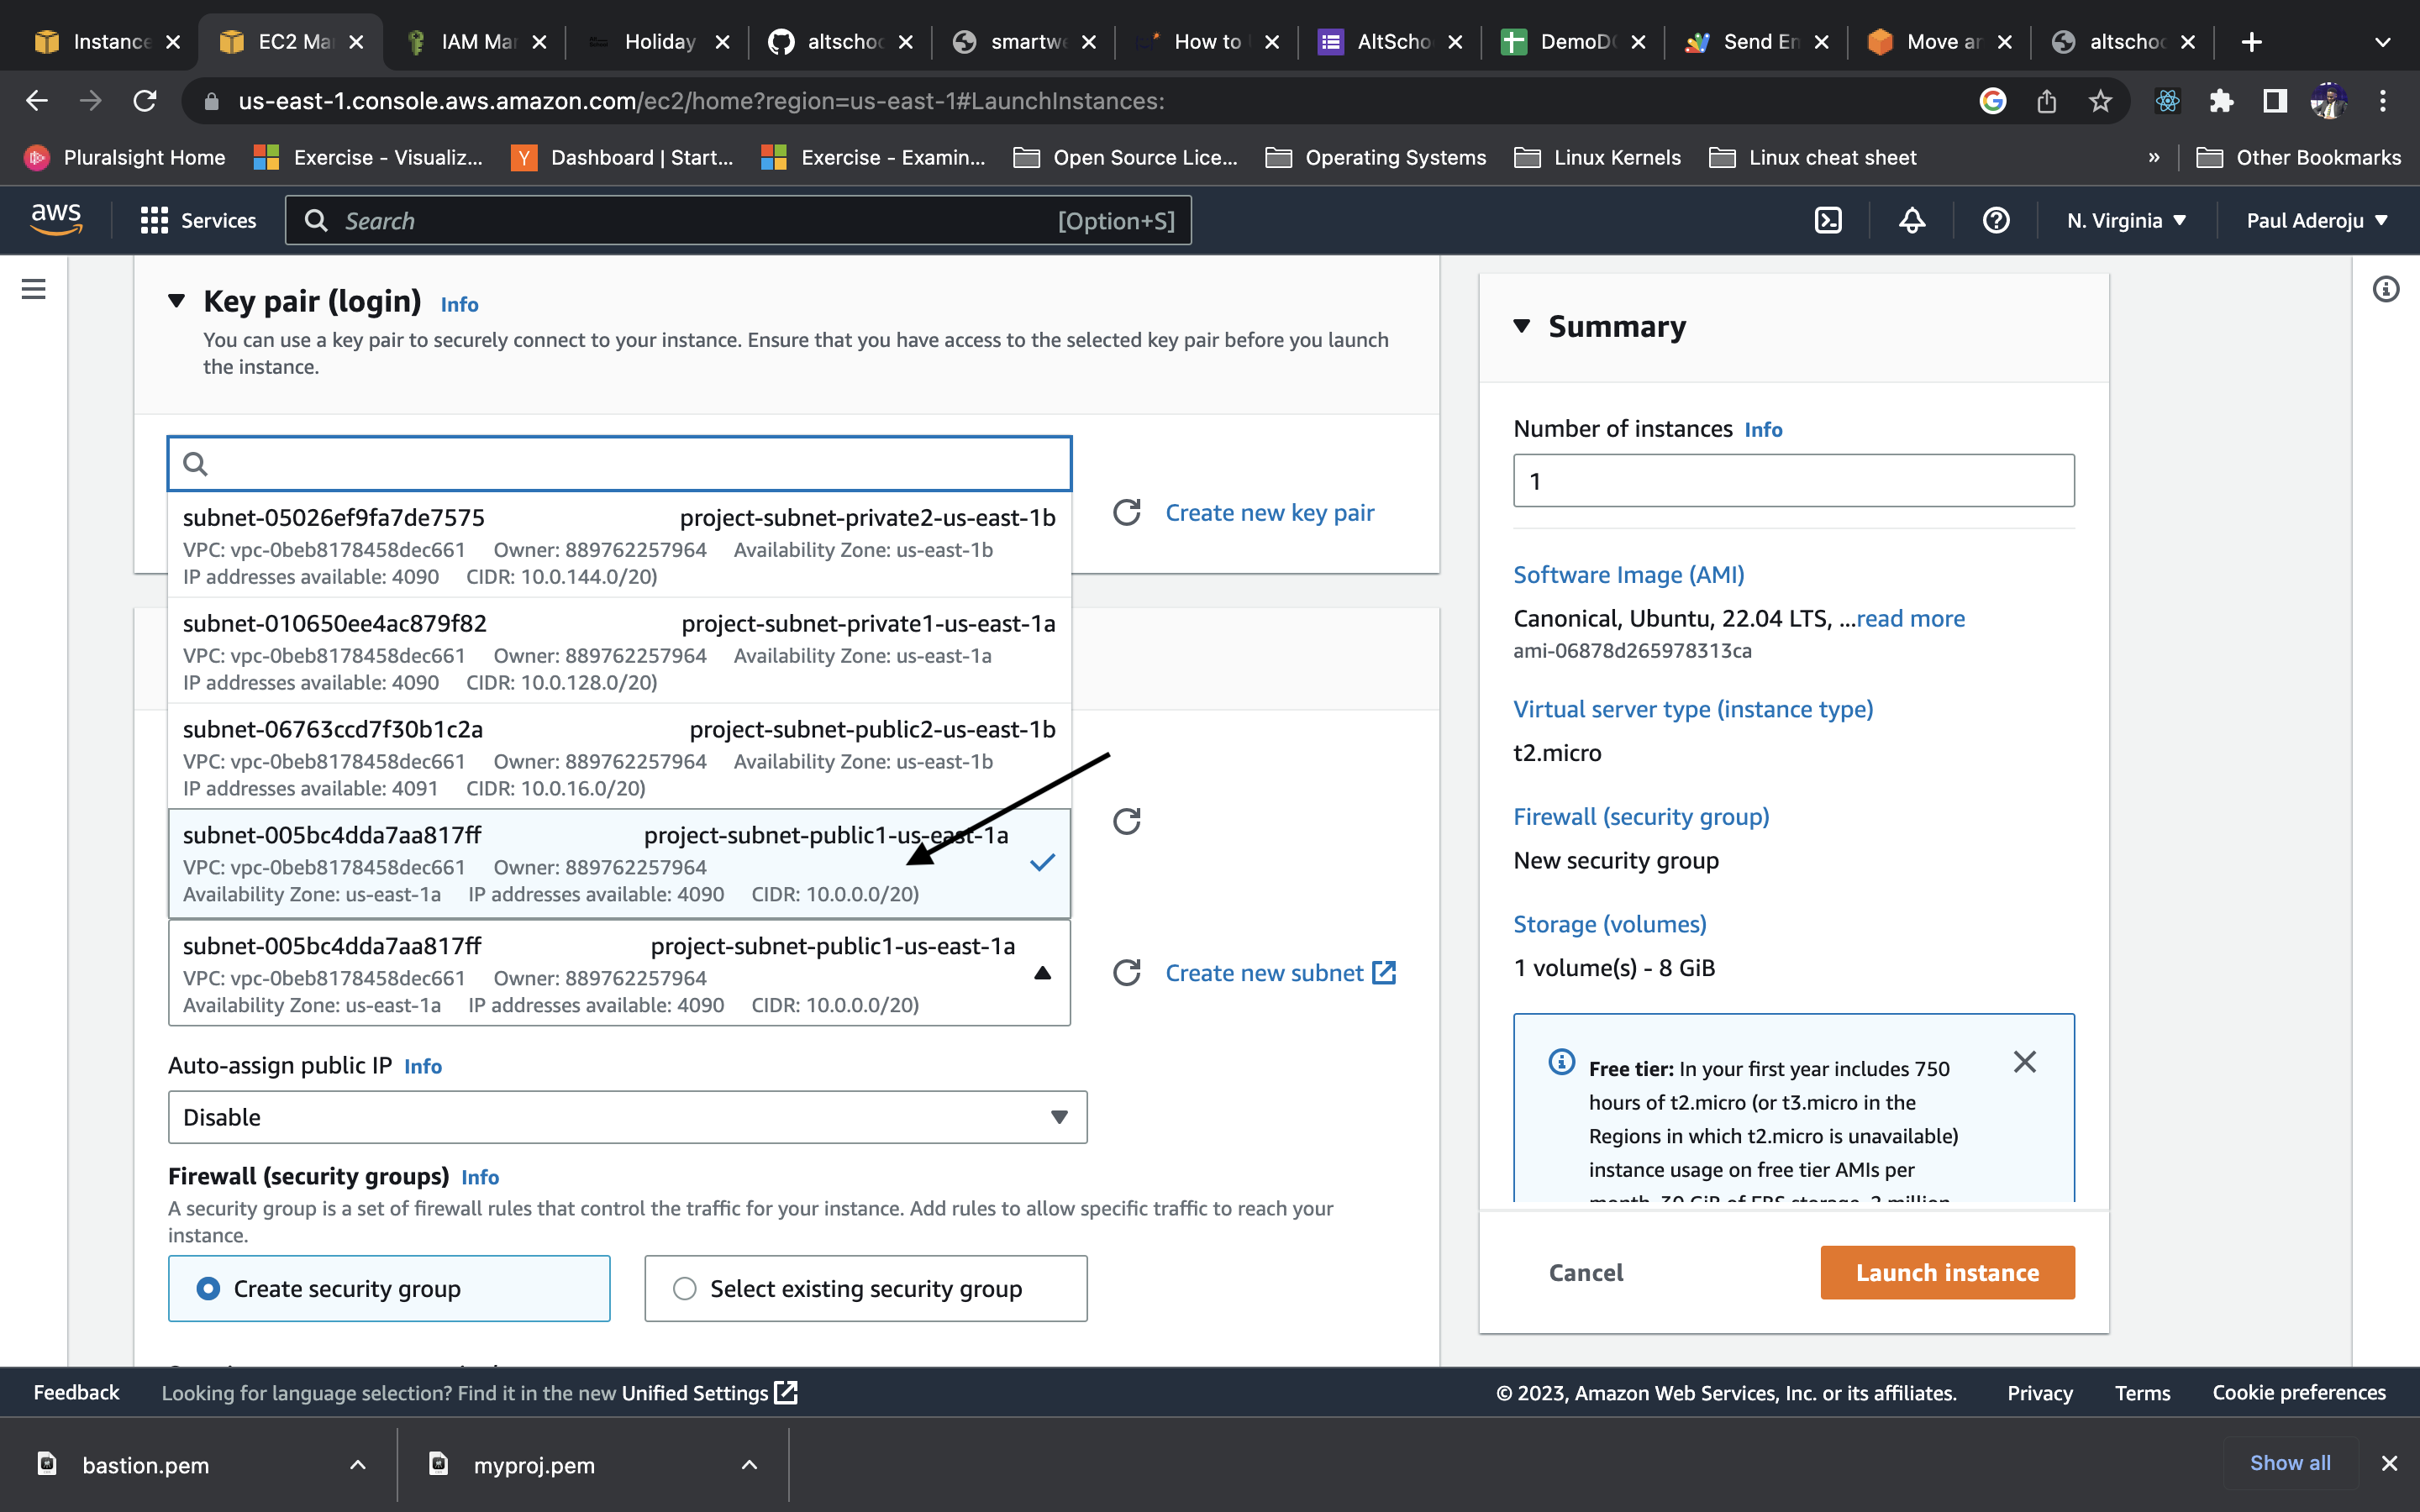 Instance
EC2 Ma
IAM Ma
Holiday
altschoo
smartwe
How to
AltScho
DemoDO
Send En
Move an
altschoo
us-east-1.console.aws.amazon.com/ec2/home?region=us-east-1#LaunchInstances:
Pluralsight Home
Exercise - Visualiz...
Dashboard | Start...
Exercise - Examin...
Open Source Lice...
Operating Systems
Linux Kernels
Linux cheat sheet
»
Other Bookmarks
aws
Services
Search
[Option+S]
N. Virginia
Paul Aderoju
Key pair (login) Info
You can use a key pair to securely connect to your instance. Ensure that you have access to the selected key pair before you launch
the instance.
Create new key pair
subnet-05026ef9fa7de7575 project-subnet-private2-us-east-1b
VPC: vpc-0beb8178458dec661 Owner: 889762257964 Availability Zone: us-east-1b
IP addresses available: 4090 CIDR: 10.0.144.0/20)
subnet-010650ee4ac879f82 project-subnet-private1-us-east-1a
VPC: vpc-0beb8178458dec661 Owner: 889762257964 Availability Zone: us-east-1a
IP addresses available: 4090 CIDR: 10.0.128.0/20)
subnet-06763ccd7f30b1c2a project-subnet-public2-us-east-1b
VPC: vpc-0beb8178458dec661 Owner: 889762257964 Availability Zone: us-east-1b
IP addresses available: 4091 CIDR: 10.0.16.0/20)
subnet-005bc4dda7aa817ff project-subnet-public1-us-east-1a
VPC: vpc-0beb8178458dec661 Owner: 889762257964
Availability Zone: us-east-1a IP addresses available: 4090 CIDR: 10.0.0.0/20)
subnet-005bc4dda7aa817ff project-subnet-public1-us-east-1a
VPC: vpc-0beb8178458dec661 Owner: 889762257964
Availability Zone: us-east-1a IP addresses available: 4090 CIDR: 10.0.0.0/20)
Create new subnet
Auto-assign public IP Info
Disable
Firewall (security groups) Info
A security group is a set of firewall rules that control the traffic for your instance. Add rules to allow specific traffic to reach your
instance.
Create security group
Select existing security group
Summary
Number of instances Info
1
Software Image (AMI)
Canonical, Ubuntu, 22.04 LTS, ...read more
ami-06878d265978313ca
Virtual server type (instance type)
t2.micro
Firewall (security group)
New security group
Storage (volumes)
1 volume(s) - 8 GiB
Free tier: In your first year includes 750
hours of t2.micro (or t3.micro in the
Regions in which t2.micro is unavailable)
instance usage on free tier AMIs per
month, 30 GiB of EBS storage, 2 million
Cancel
Launch instance
Feedback
Looking for language selection? Find it in the new Unified Settings
© 2023, Amazon Web Services, Inc. or its affiliates.
Privacy
Terms
Cookie preferences
bastion.pem
myproj.pem
Show all